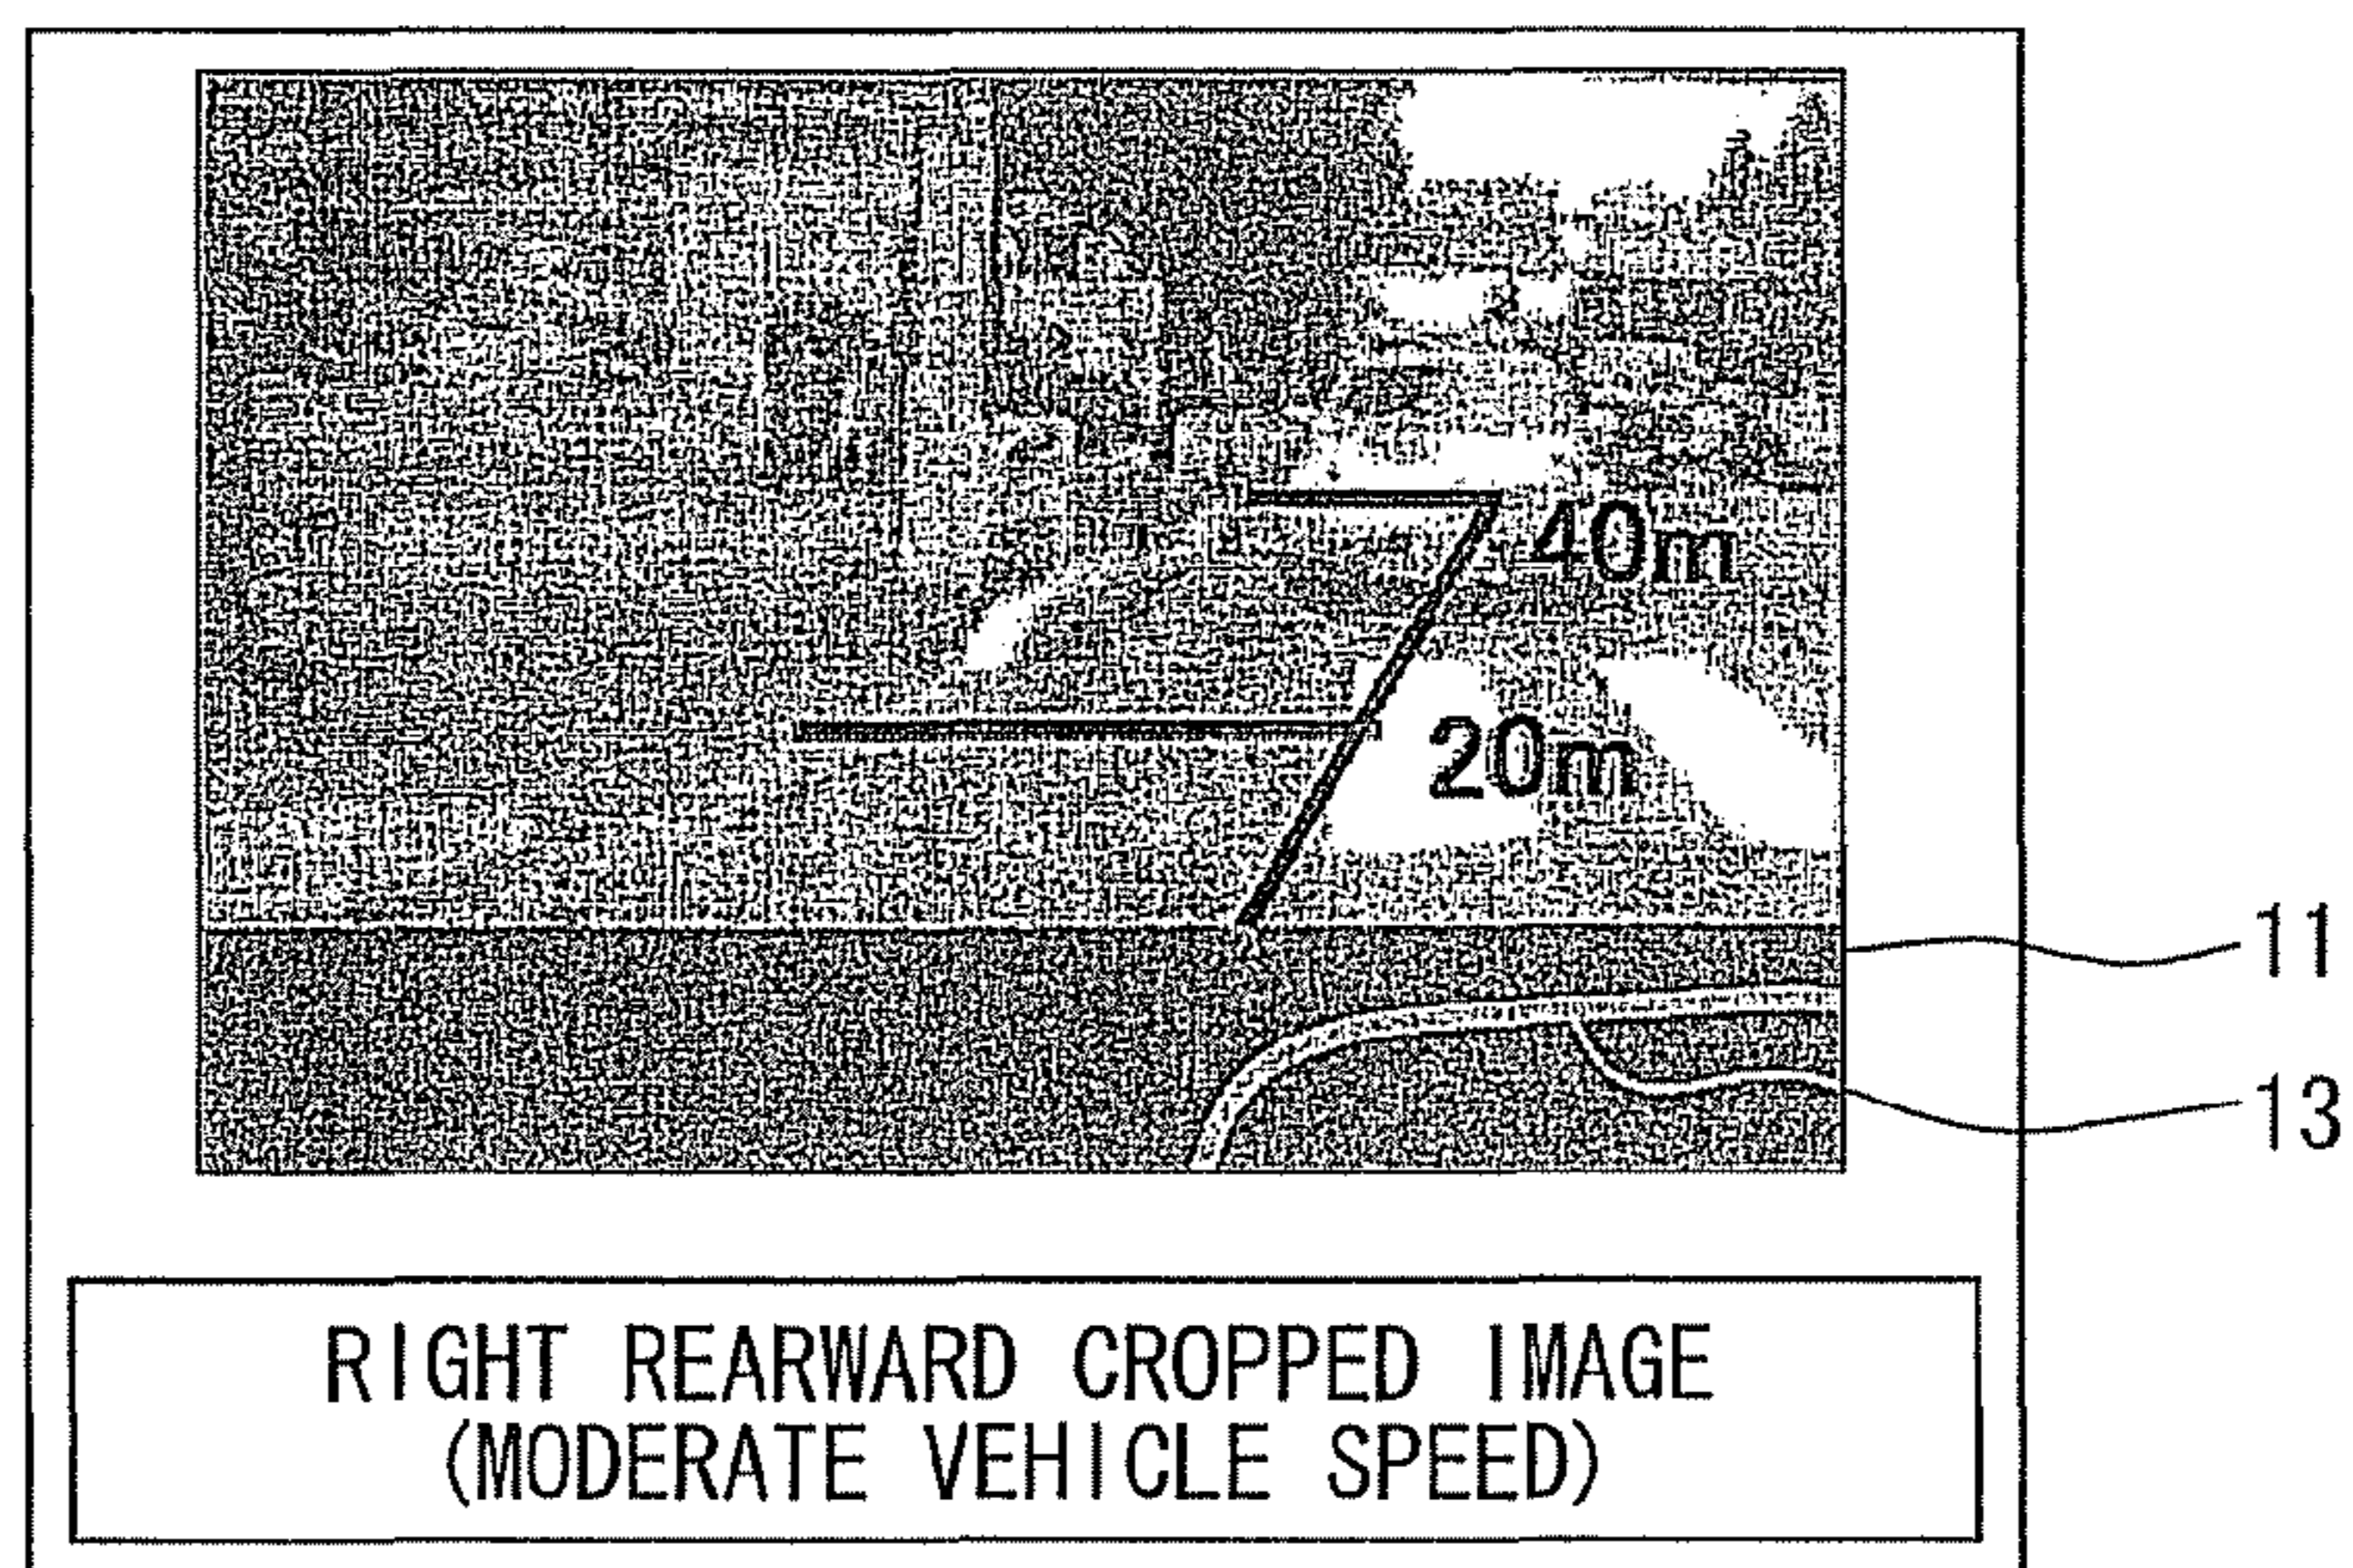 40m
20m
11
13
RIGHT REARWARD CROPPED IMAGE
(MODERATE VEHICLE SPEED)